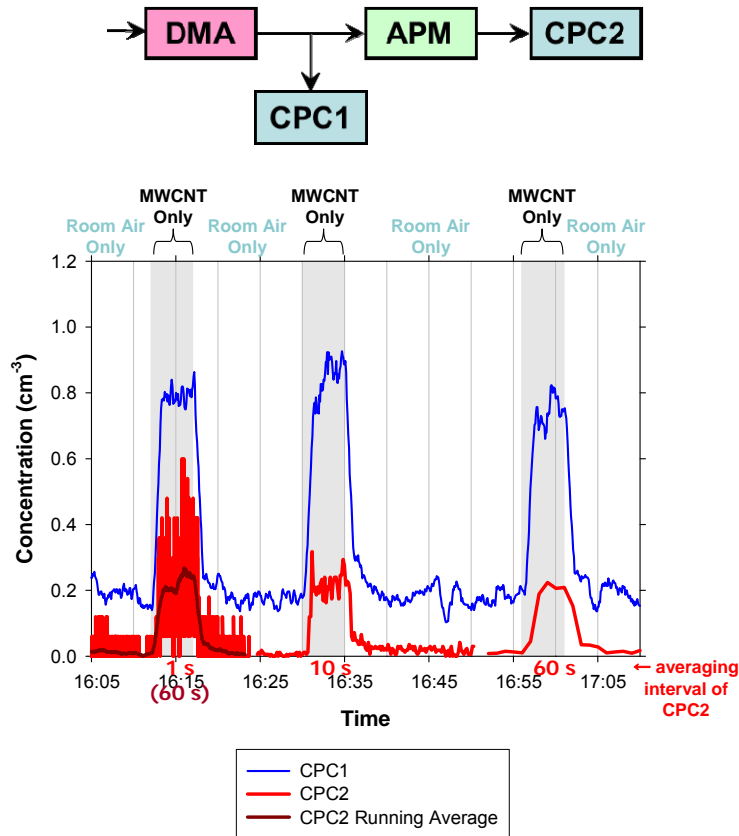 DMA
APM
CPC2
CPC1
MWCNT
Only
MWCNT
Only
MWCNT
Only
Room Air
Only
Room Air
Only
Room Air
Only
Room Air
Only
1.2
1.0
0.8
0.6
0.4
0.2
0.0
Concentration (cm-3)
1 s
(60 s)
10 s
60 s
16:05
16:15
16:25
16:35
16:45
16:55
17:05
← averaging
interval of
CPC2
Time
CPC1
CPC2
CPC2 Running Average